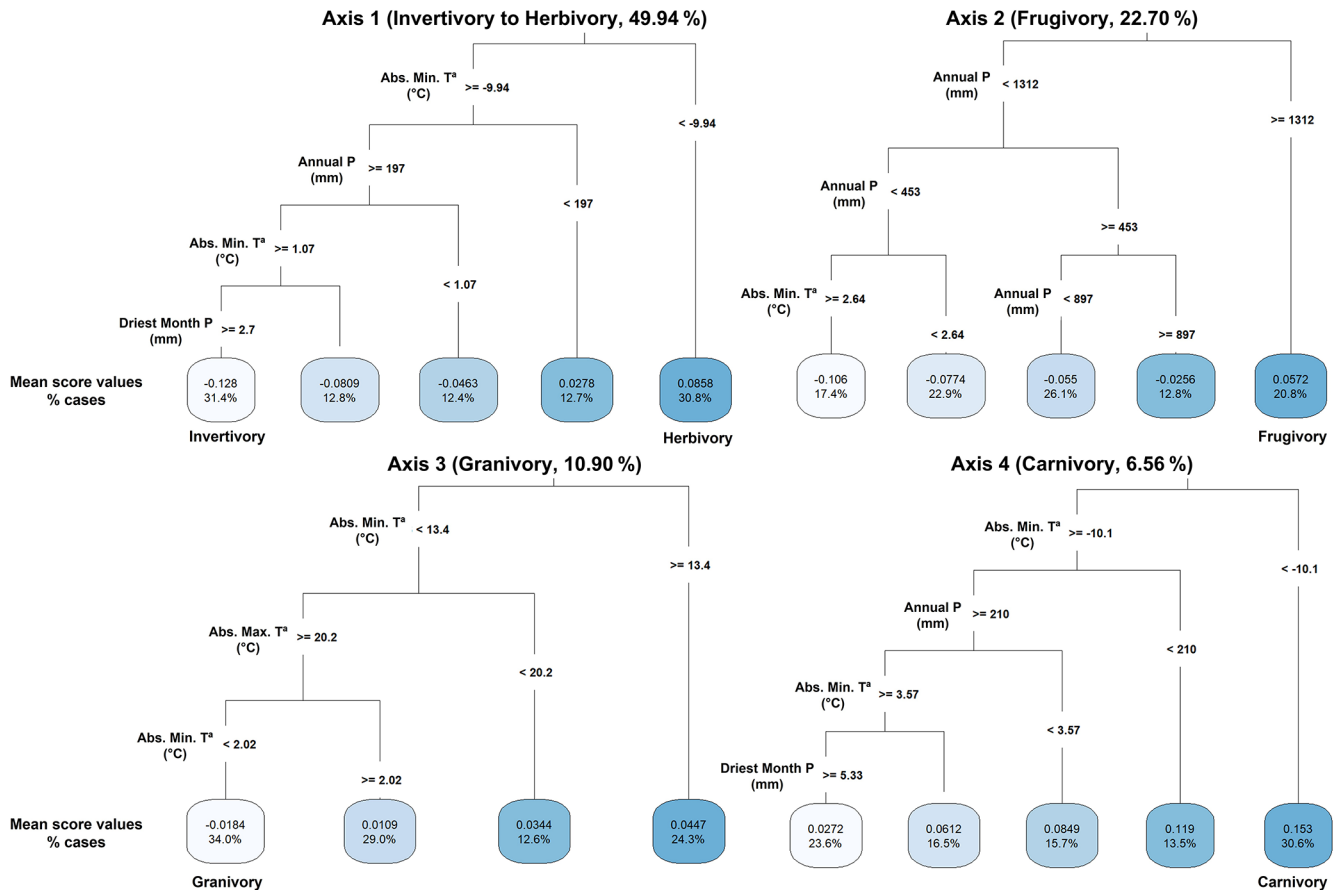 Axis 1 (Invertivory to Herbivory, 49.94 %)
Abs. Min. Tª
(°C)
>= -9.94
< -9.94
Annual P
(mm)
>= 197
< 197
Abs. Min. Tª
(°C)
>= 1.07
< 1.07
Driest Month P
(mm)
>= 2.7
Mean score values
% cases
-0.128
31.4%
-0.0809
12.8%
-0.0463
12.4%
0.0278
12.7%
0.0858
30.8%
Invertivory
Herbivory
Axis 2 (Frugivory, 22.70 %)
Annual P
(mm)
< 1312
>= 1312
Annual P
(mm)
< 453
>= 453
Abs. Min. Tª
(°C)
>= 2.64
< 2.64
Annual P
(mm)
< 897
>= 897
-0.106
17.4%
-0.0774
22.9%
-0.055
26.1%
-0.0256
12.8%
0.0572
20.8%
Frugivory
Axis 3 (Granivory, 10.90 %)
Abs. Min. Tª
(°C)
< 13.4
>= 13.4
Abs. Max. Tª
(°C)
>= 20.2
< 20.2
Abs. Min. Tª
(°C)
< 2.02
>= 2.02
Mean score values
% cases
-0.0184
34.0%
0.0109
29.0%
0.0344
12.6%
0.0447
24.3%
Granivory
Axis 4 (Carnivory, 6.56 %)
Abs. Min. Tª
(°C)
>= -10.1
< -10.1
Annual P
(mm)
>= 210
< 210
Abs. Min. Tª
(°C)
>= 3.57
< 3.57
Driest Month P
(mm)
>= 5.33
0.0272
23.6%
0.0612
16.5%
0.0849
15.7%
0.119
13.5%
0.153
30.6%
Carnivory